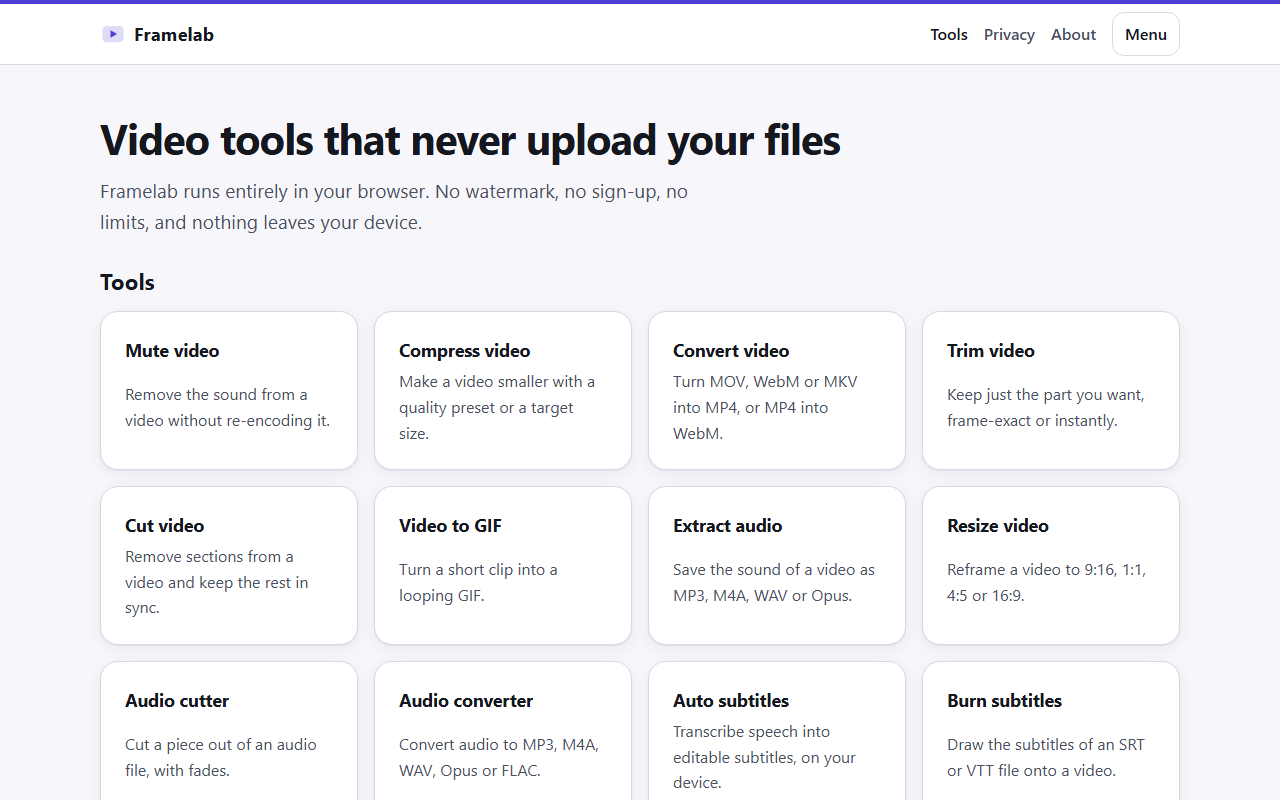 Framelab
Tools
Privacy
About
Menu
Video tools that never upload your files
Framelab runs entirely in your browser. No watermark, no sign-up, no
limits, and nothing leaves your device.
Tools
Mute video
Remove the sound from a
video without re-encoding it.
Compress video
Make a video smaller with a
quality preset or a target
size.
Convert video
Turn MOV, WebM or MKV
into MP4, or MP4 into
WebM.
Trim video
Keep just the part you want,
frame-exact or instantly.
Cut video
Remove sections from a
video and keep the rest in
sync.
Video to GIF
Turn a short clip into a
looping GIF.
Extract audio
Save the sound of a video as
MP3, M4A, WAV or Opus.
Resize video
Reframe a video to 9:16, 1:1,
4:5 or 16:9.
Audio cutter
Cut a piece out of an audio
file, with fades.
Audio converter
Convert audio to MP3, M4A,
WAV, Opus or FLAC.
Auto subtitles
Transcribe speech into
editable subtitles, on your
device.
Burn subtitles
Draw the subtitles of an SRT
or VTT file onto a video.